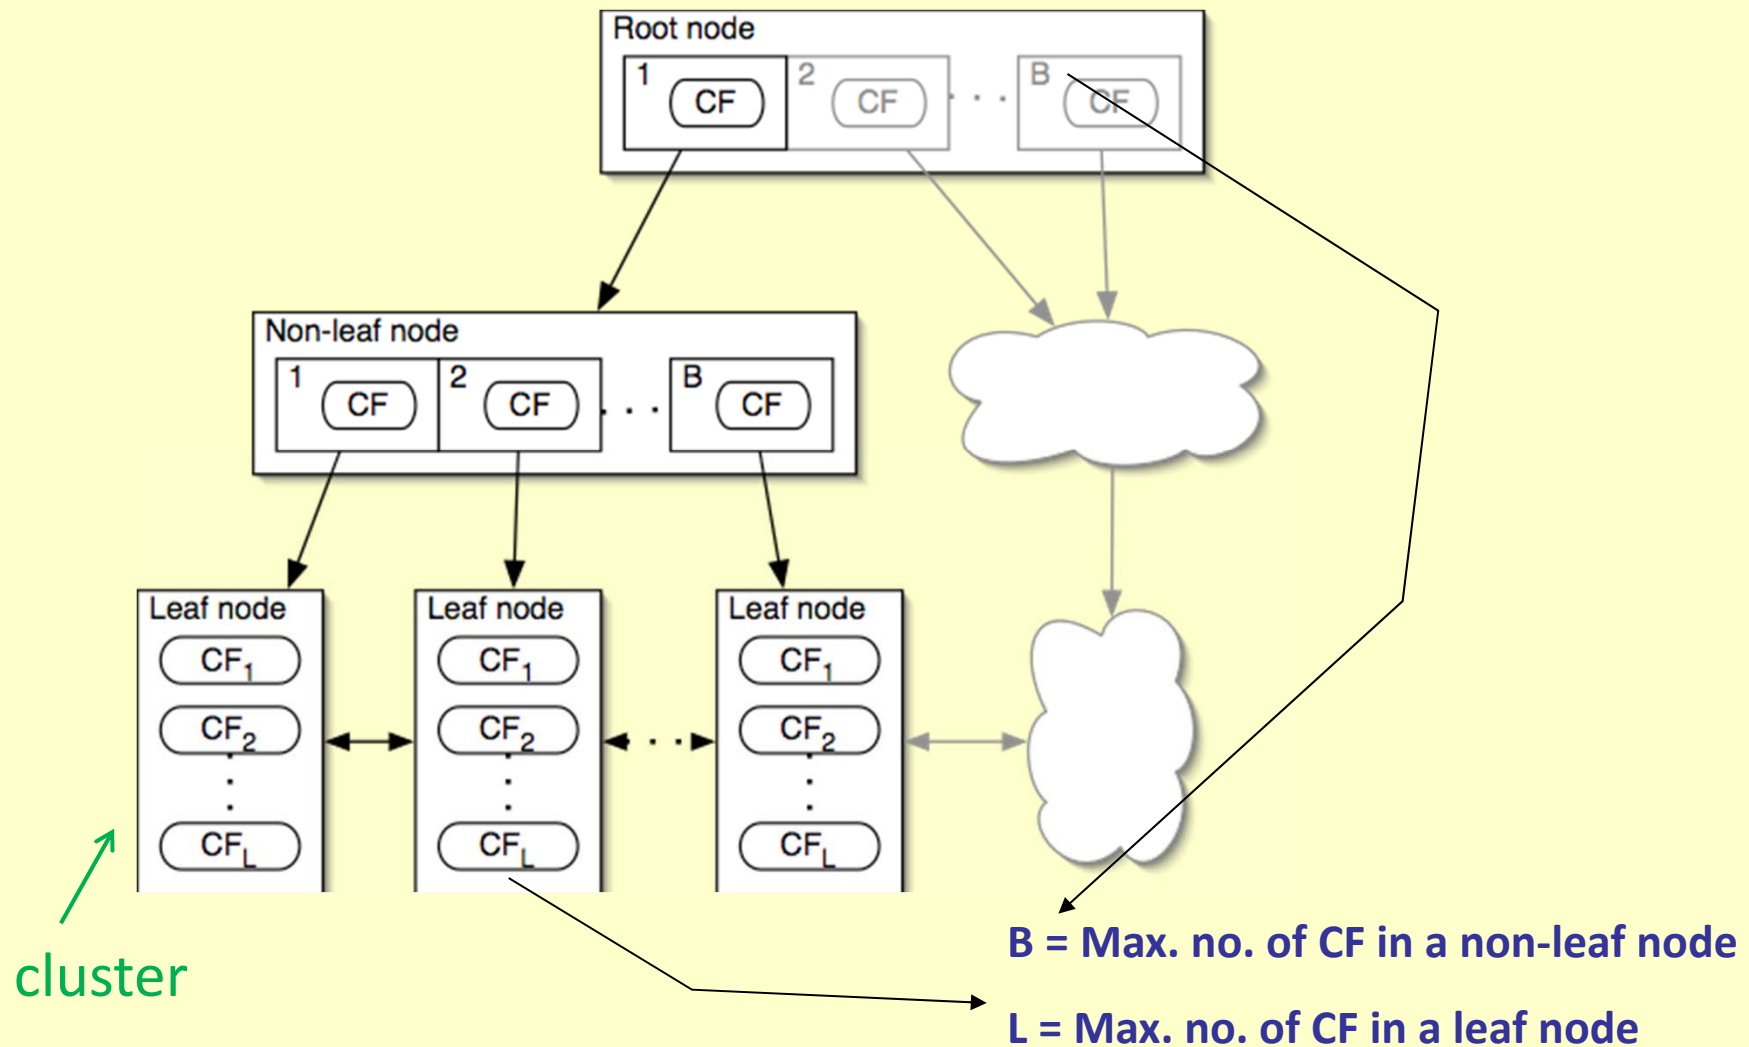 Root node
1 CF 2 CF . . . B CF
Non-leaf node
1 CF 2 CF . . . B CF
Leaf node Leaf node Leaf node
CF1 CF1 CF1
CF2 CF2 . . . CF2
CFL CFL CFL
cluster
B = Max. no. of CF in a non-leaf node
L = Max. no. of CF in a leaf node